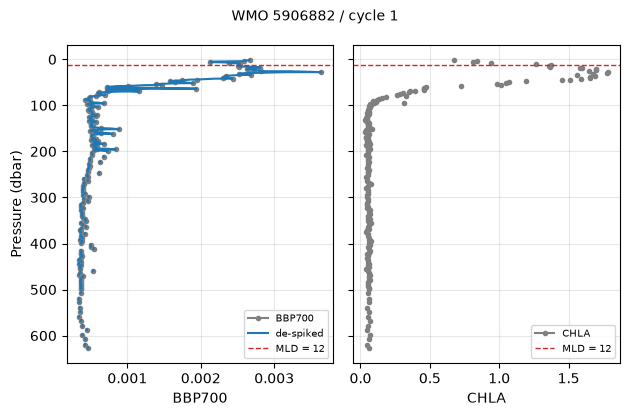 WMO 5906882 / cycle 1
Pressure (dbar)
0
100
200
300
400
500
600
BBP700
de-spiked
MLD = 12
0.001
0.002
0.003
BBP700
CHLA
MLD = 12
0.0
0.5
1.0
1.5
CHLA